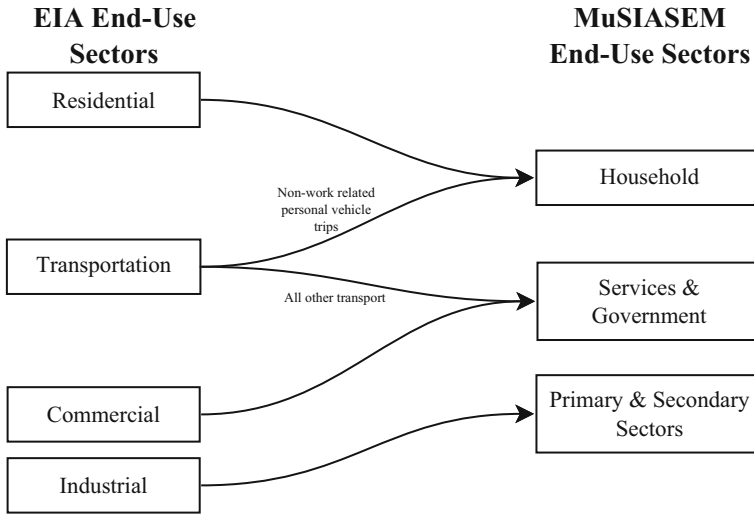 EIA End-Use
Sectors
MuSIASEM
End-Use Sectors
Residential
Household
Non-work related
personal vehicle
trips
Transportation
All other transport
Services &
Government
Commercial
Primary & Secondary
Sectors
Industrial